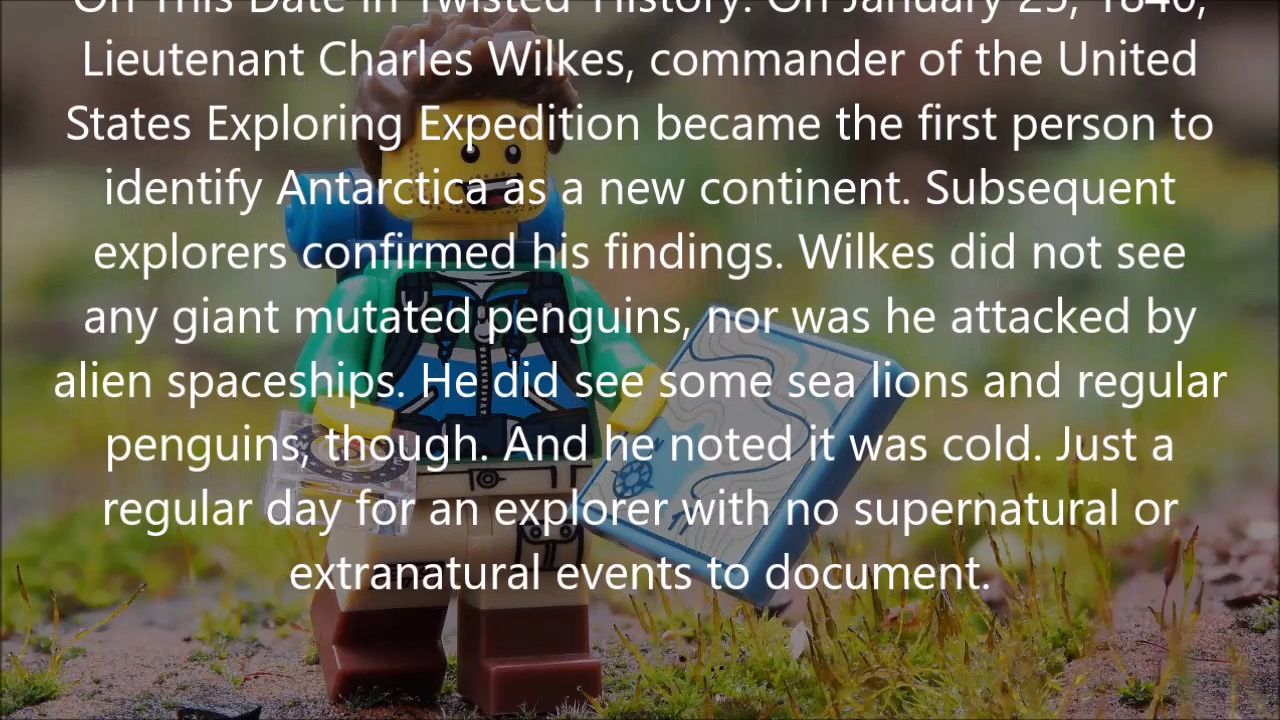 On This Date in Twisted History: On January 25, 1840,
Lieutenant Charles Wilkes, commander of the United
States Exploring Expedition became the first person to
identify Antarctica as a new continent. Subsequent
explorers confirmed his findings. Wilkes did not see
any giant mutated penguins, nor was he attacked by
alien spaceships. He did see some sea lions and regular
penguins, though. And he noted it was cold. Just a
regular day for an explorer with no supernatural or
extranatural events to document.